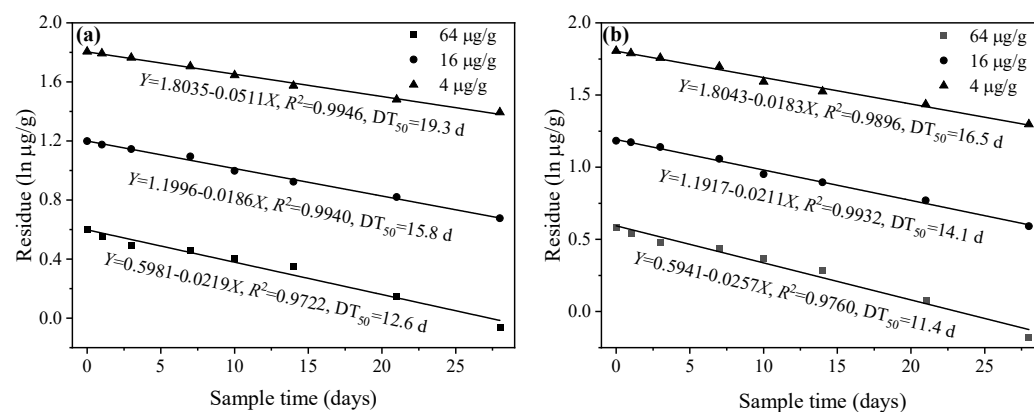 (a)
64 μg/g
16 μg/g
4 μg/g
Residue (ln μg/g)
2.0
1.6
1.2
0.8
0.4
0.0
Y=1.8035-0.0511X, R²=0.9946, DT₅₀=19.3 d
Y=1.1996-0.0186X, R²=0.9940, DT₅₀=15.8 d
Y=0.5981-0.0219X, R²=0.9722, DT₅₀=12.6 d
0 5 10 15 20 25
Sample time (days)
(b)
64 μg/g
16 μg/g
4 μg/g
Residue (ln μg/g)
2.0
1.5
1.0
0.5
0.0
Y=1.8043-0.0183X, R²=0.9896, DT₅₀=16.5 d
Y=1.1917-0.0211X, R²=0.9932, DT₅₀=14.1 d
Y=0.5941-0.0257X, R²=0.9760, DT₅₀=11.4 d
0 5 10 15 20 25
Sample time (days)